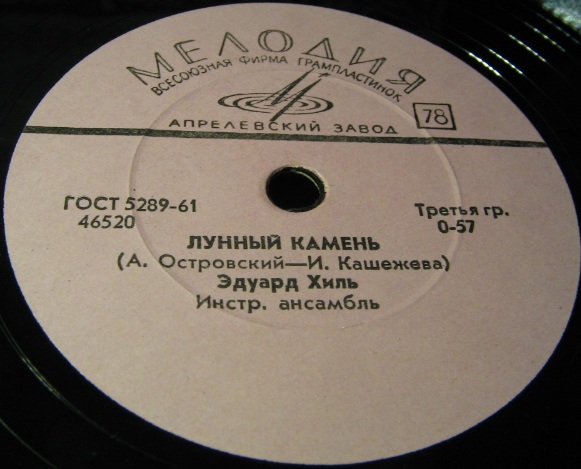 МЕЛОДИЯ
ВСЕСОЮЗНАЯ ФИРМА ГРАМПЛАСТИНОК
АПРЕЛЕВСКИЙ ЗАВОД
78
ГОСТ 5289-61
46520
Третья гр.
0-57
ЛУННЫЙ КАМЕНЬ
(А. Островский—И. Кашежева)
Эдуард Хиль
Инстр. ансамбль